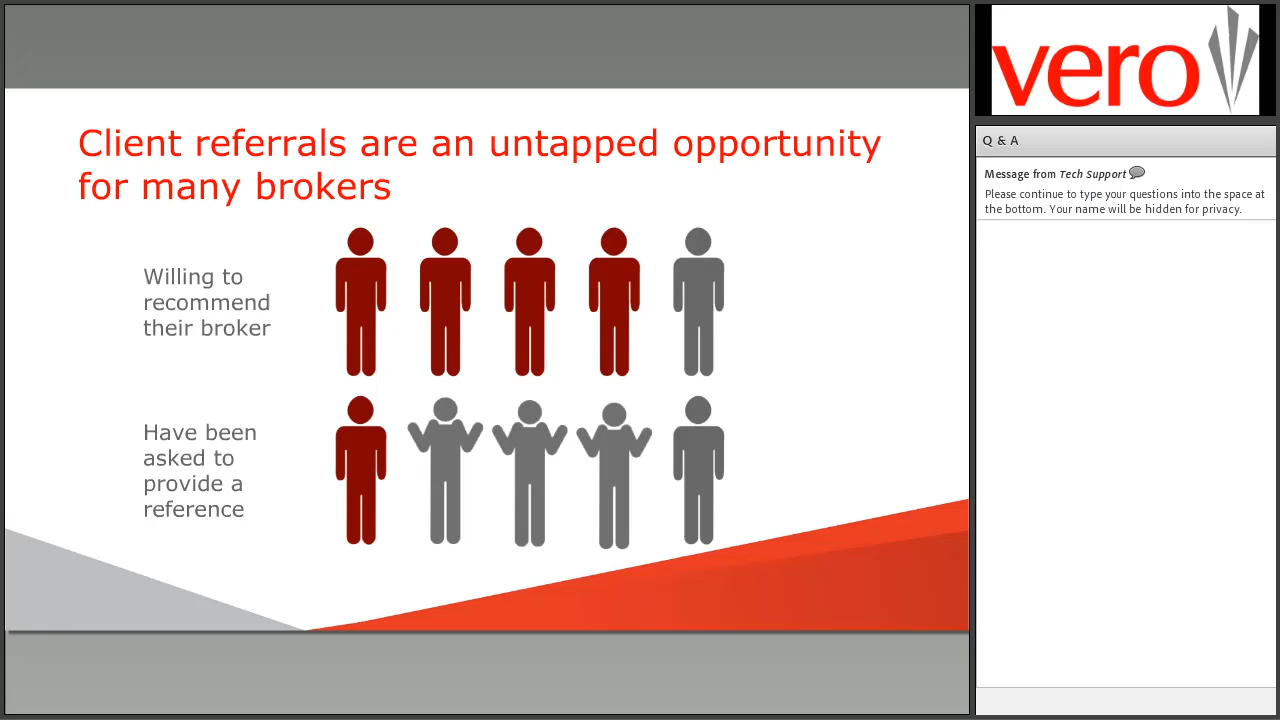 Client referrals are an untapped opportunity
for many brokers
Willing to
recommend
their broker
Have been
asked to
provide a
reference
vero
Q & A
Message from Tech Support
Please continue to type your questions into the space at
the bottom. Your name will be hidden for privacy.